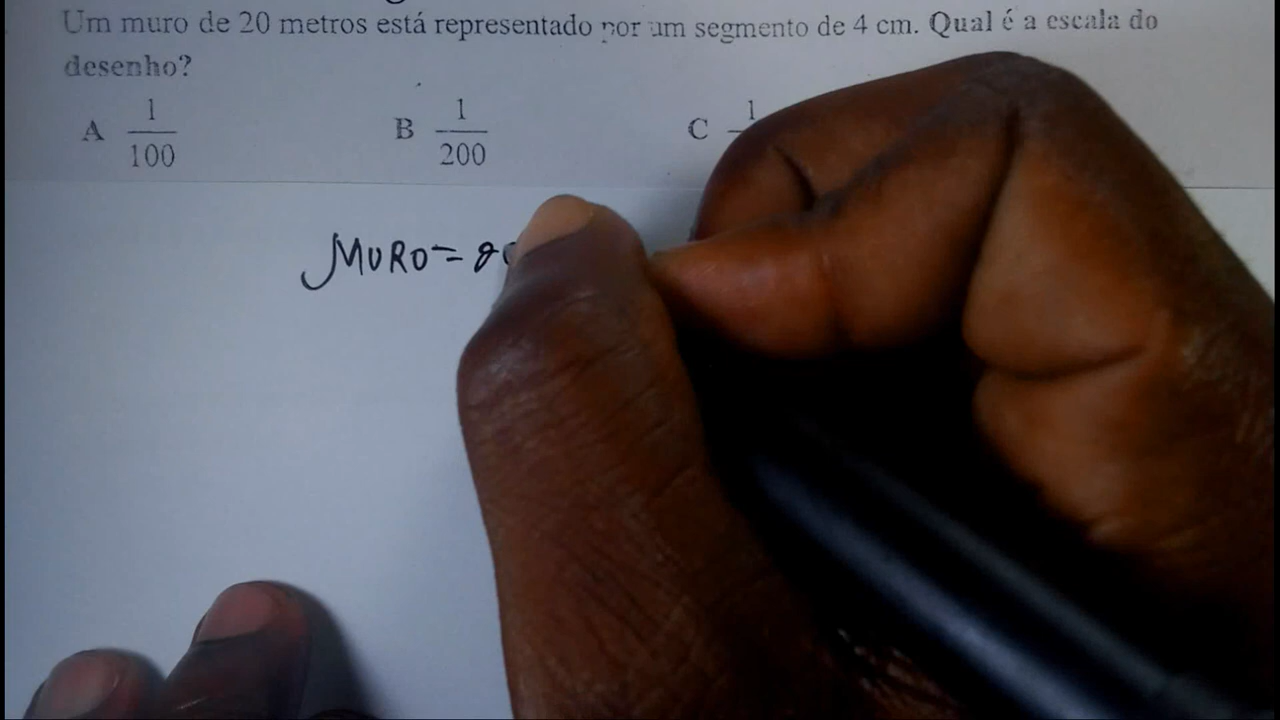 Um muro de 20 metros está representado por um segmento de 4 cm. Qual é a escala do
desenho?
A 1/100 B 1/200 C 1
MURO = 20